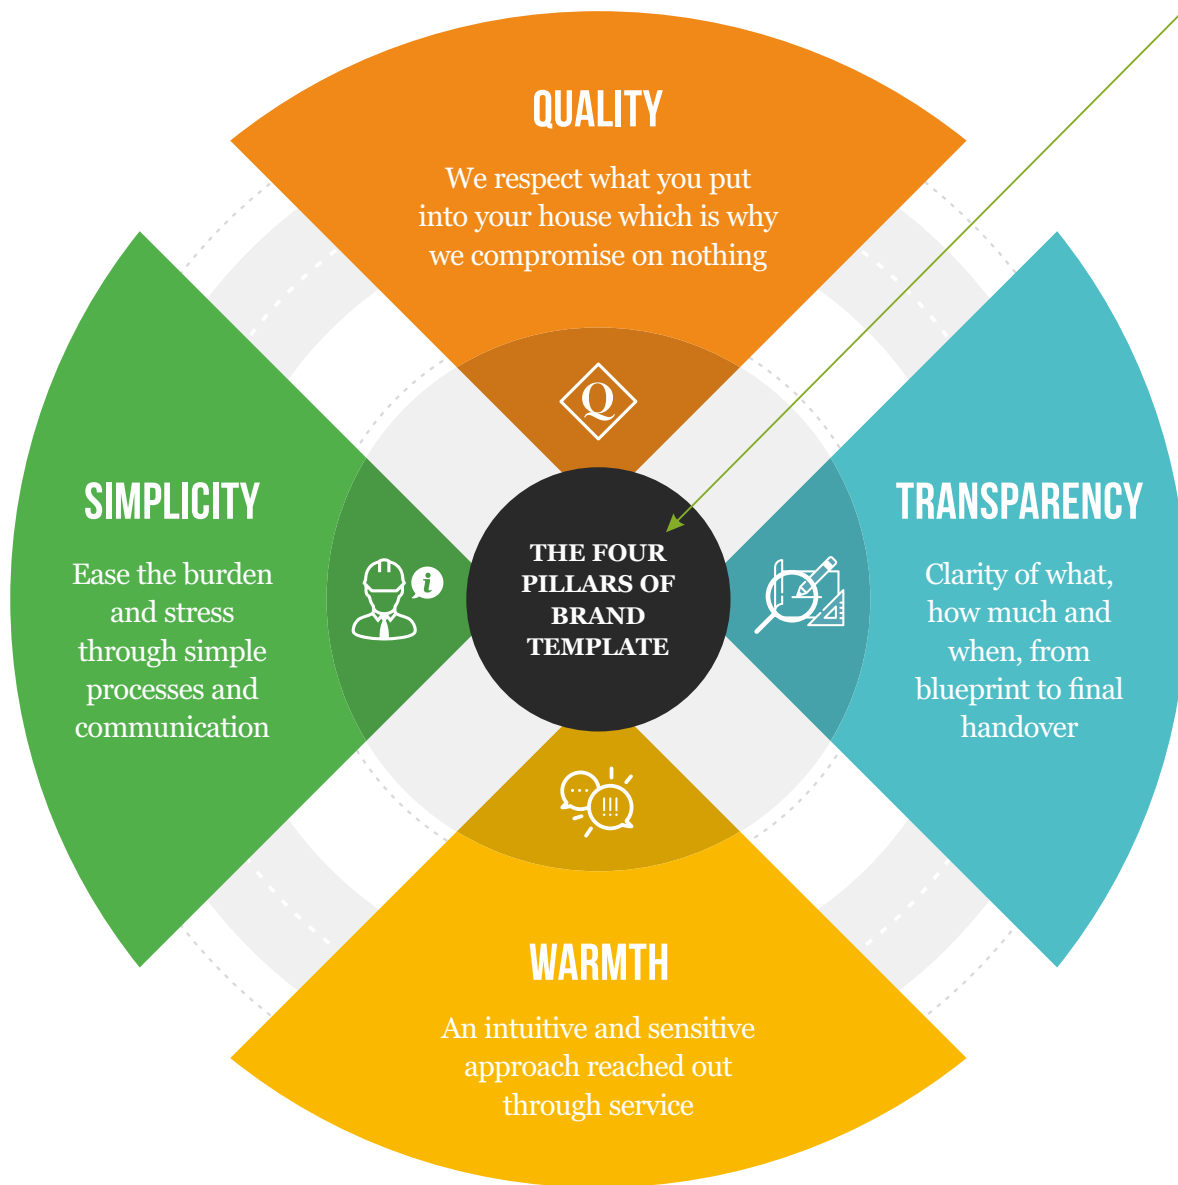 QUALITY
We respect what you put
into your house which is why
we compromise on nothing
Q
SIMPLICITY
Ease the burden
and stress
through simple
processes and
communication
i
THE FOUR
PILLARS OF
BRAND
TEMPLATE
TRANSPARENCY
Clarity of what,
how much and
when, from
blueprint to final
handover
...
!!!
WARMTH
An intuitive and sensitive
approach reached out
through service